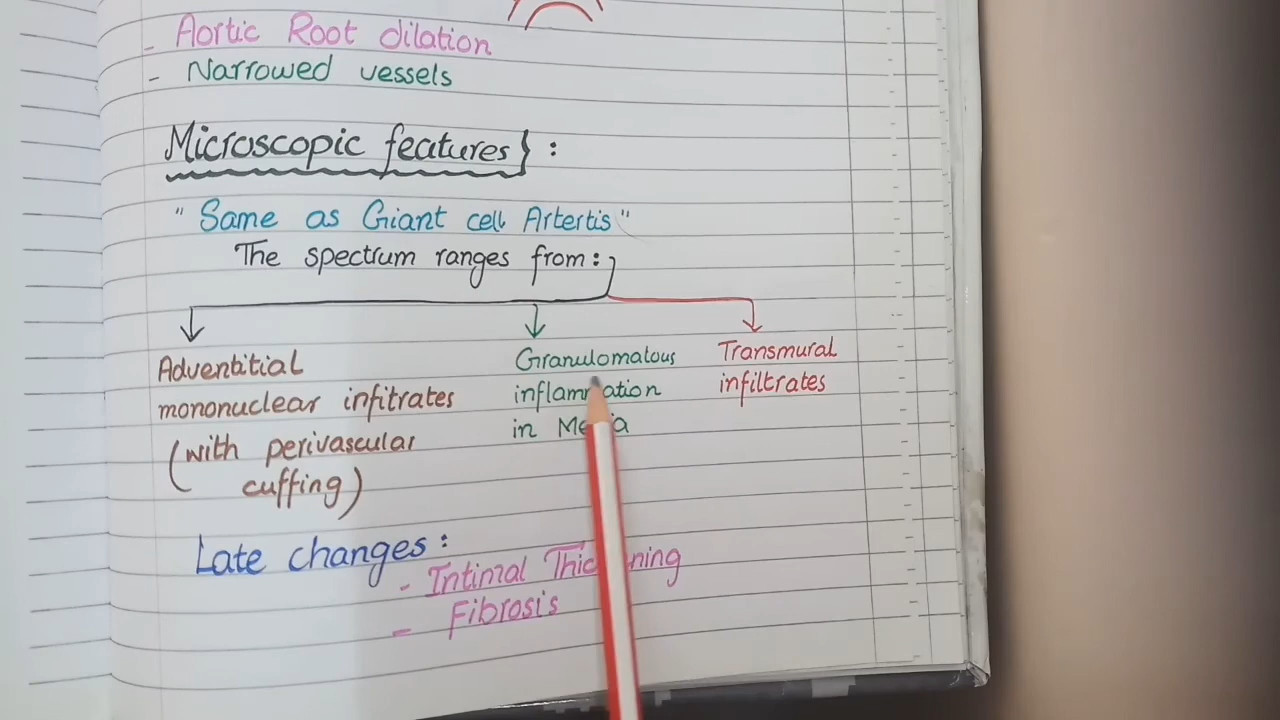 - Aortic Root dilation
- Narrowed vessels
Microscopic features } :
" Same as Giant cell Artertis "
The spectrum ranges from :
Adventitial
mononuclear infitrates
(with perivascular
cuffing)
Granulomatous
inflammation
in
Transmural
infiltrates
Late changes :
- Intimal
- Fibrosis